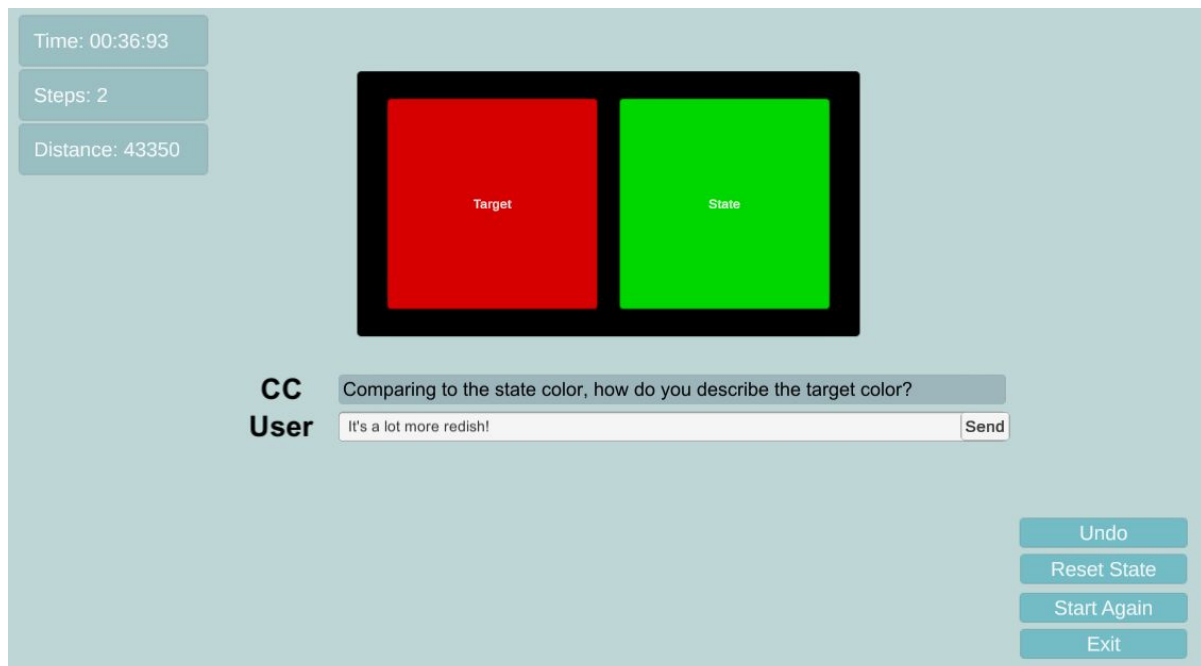 Time: 00:36:93
Steps: 2
Distance: 43350
Target
State
CC
Comparing to the state color, how do you describe the target color?
User
It's a lot more redish!
Send
Undo
Reset State
Start Again
Exit